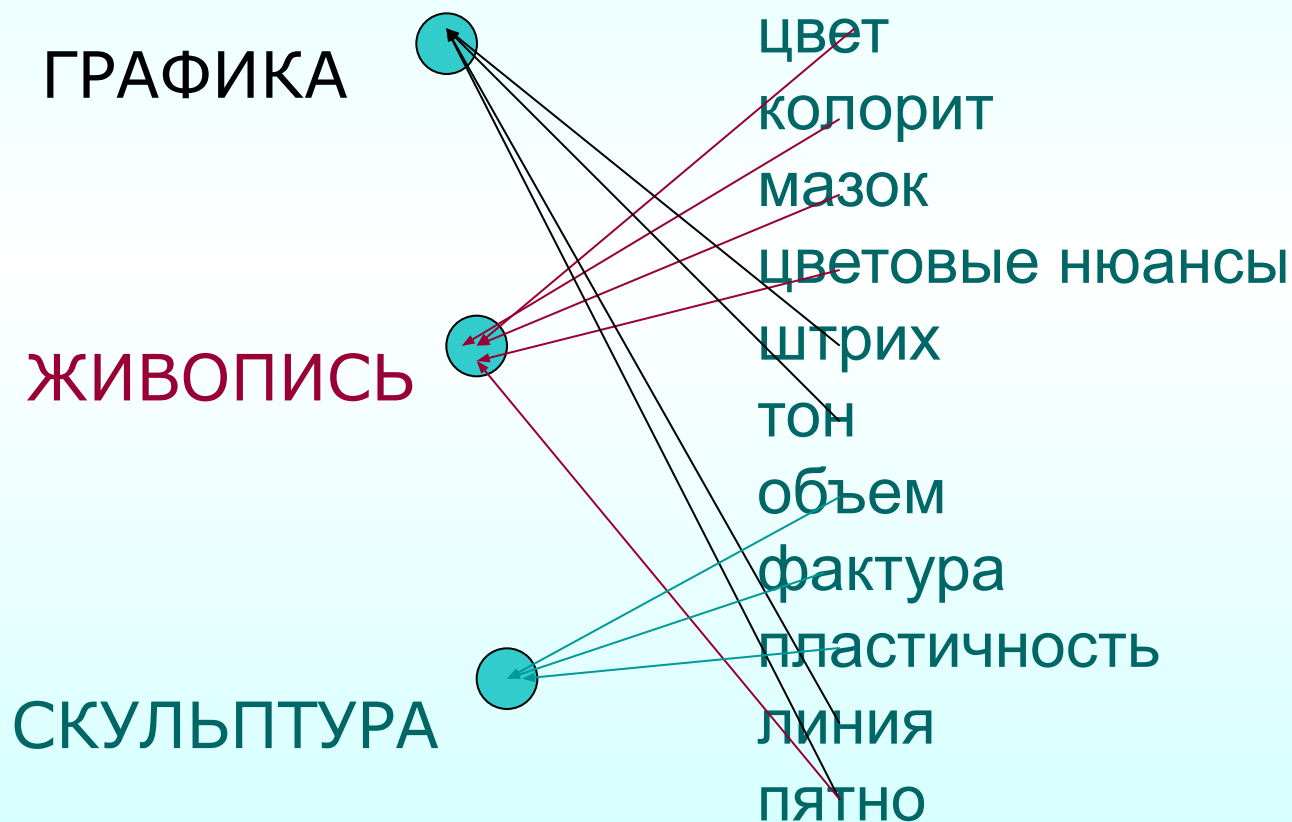 ГРАФИКА
ЖИВОПИСЬ
СКУЛЬПТУРА
цвет
колорит
мазок
цветовые нюансы
штрих
тон
объем
фактура
пластичность
линия
пятно